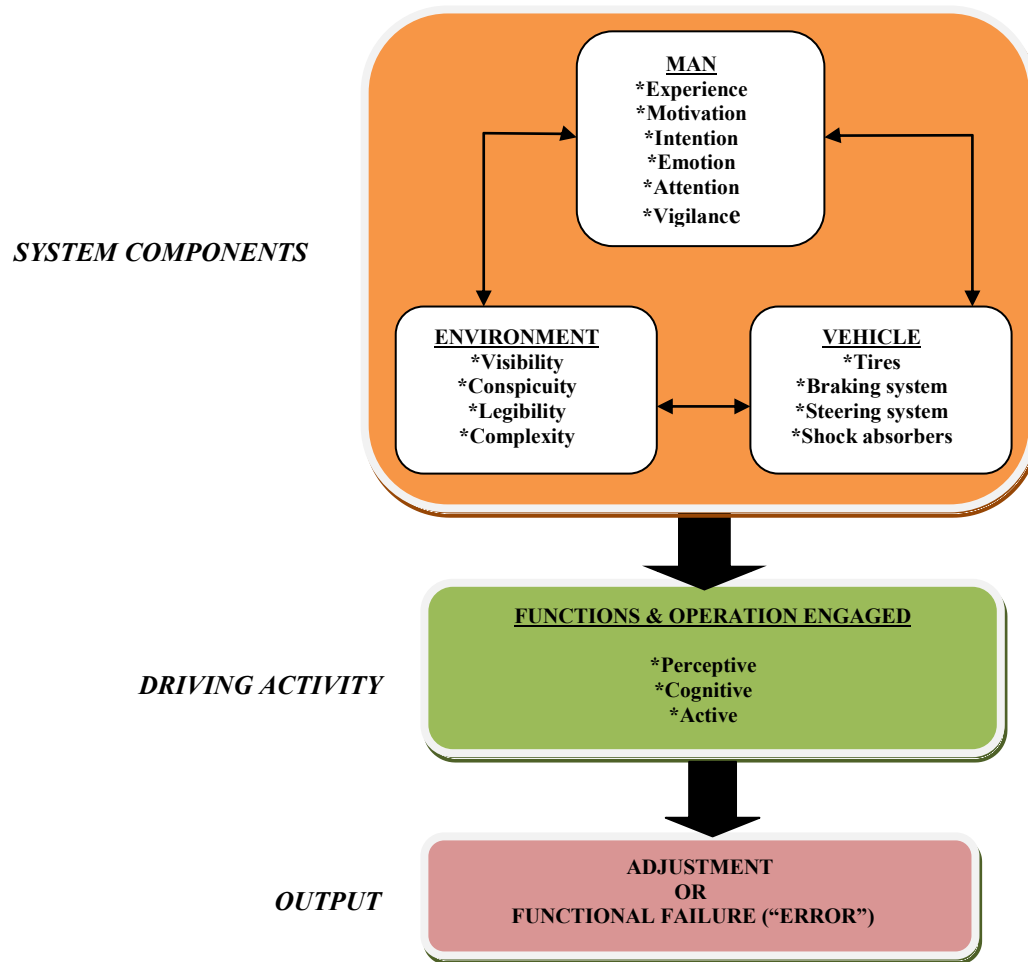 MAN
*Experience
*Motivation
*Intention
*Emotion
*Attention
*Vigilance
SYSTEM COMPONENTS
ENVIRONMENT
*Visibility
*Conspicuity
*Legibility
*Complexity
VEHICLE
*Tires
*Braking system
*Steering system
*Shock absorbers
FUNCTIONS & OPERATION ENGAGED
*Perceptive
*Cognitive
*Active
DRIVING ACTIVITY
ADJUSTMENT
OR
FUNCTIONAL FAILURE (“ERROR”)
OUTPUT